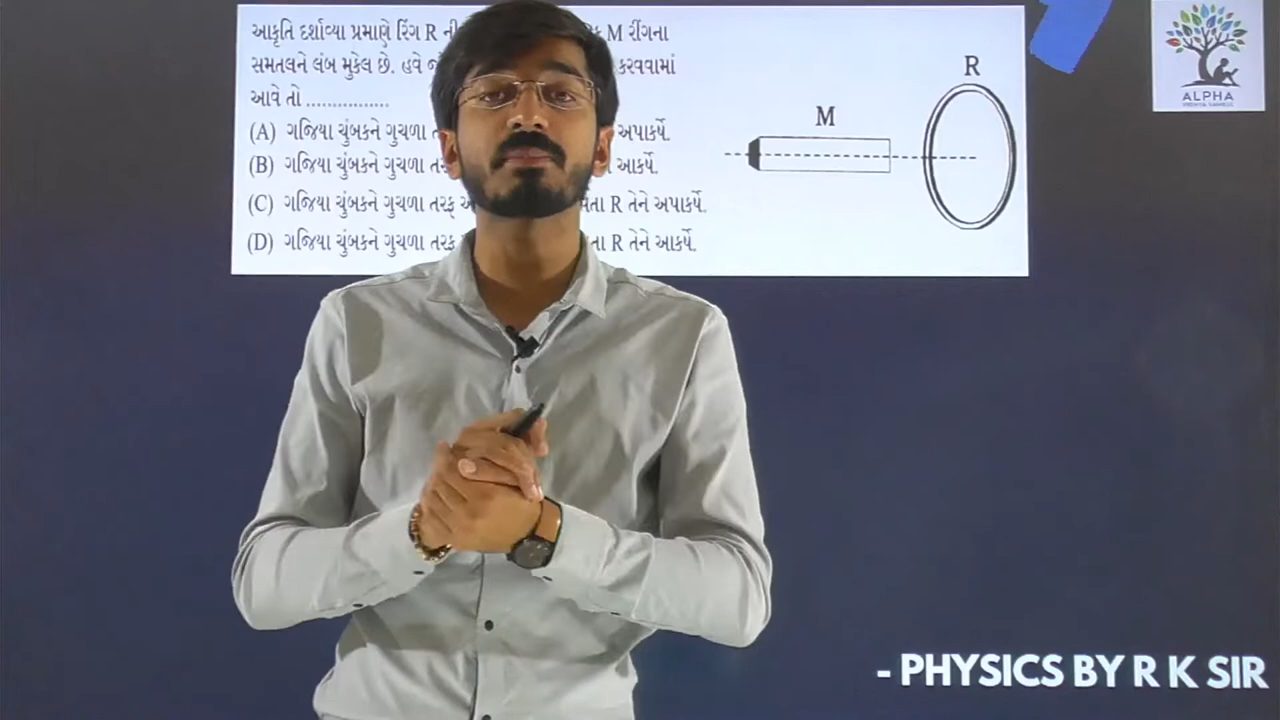 આકૃતિ દર્શાવ્યા પ્રમાણે રિંગ R M રીંગના
સમતલને લંબ મુકેલ છે. હવે કરવવામાં
આવે તો ................
(A) ગજિયા ચુંબકને ગુચળા અપાકર્ષે.
(B) ગજિયા ચુંબકને ગુચળા આકર્ષે.
(C) ગજિયા ચુંબકને ગુચળા તરફ R તેને અપાકર્ષે.
(D) ગજિયા ચુંબકને ગુચળા તરફ R તેને આકર્ષે.
M
R
ALPHA
- PHYSICS BY R K SIR